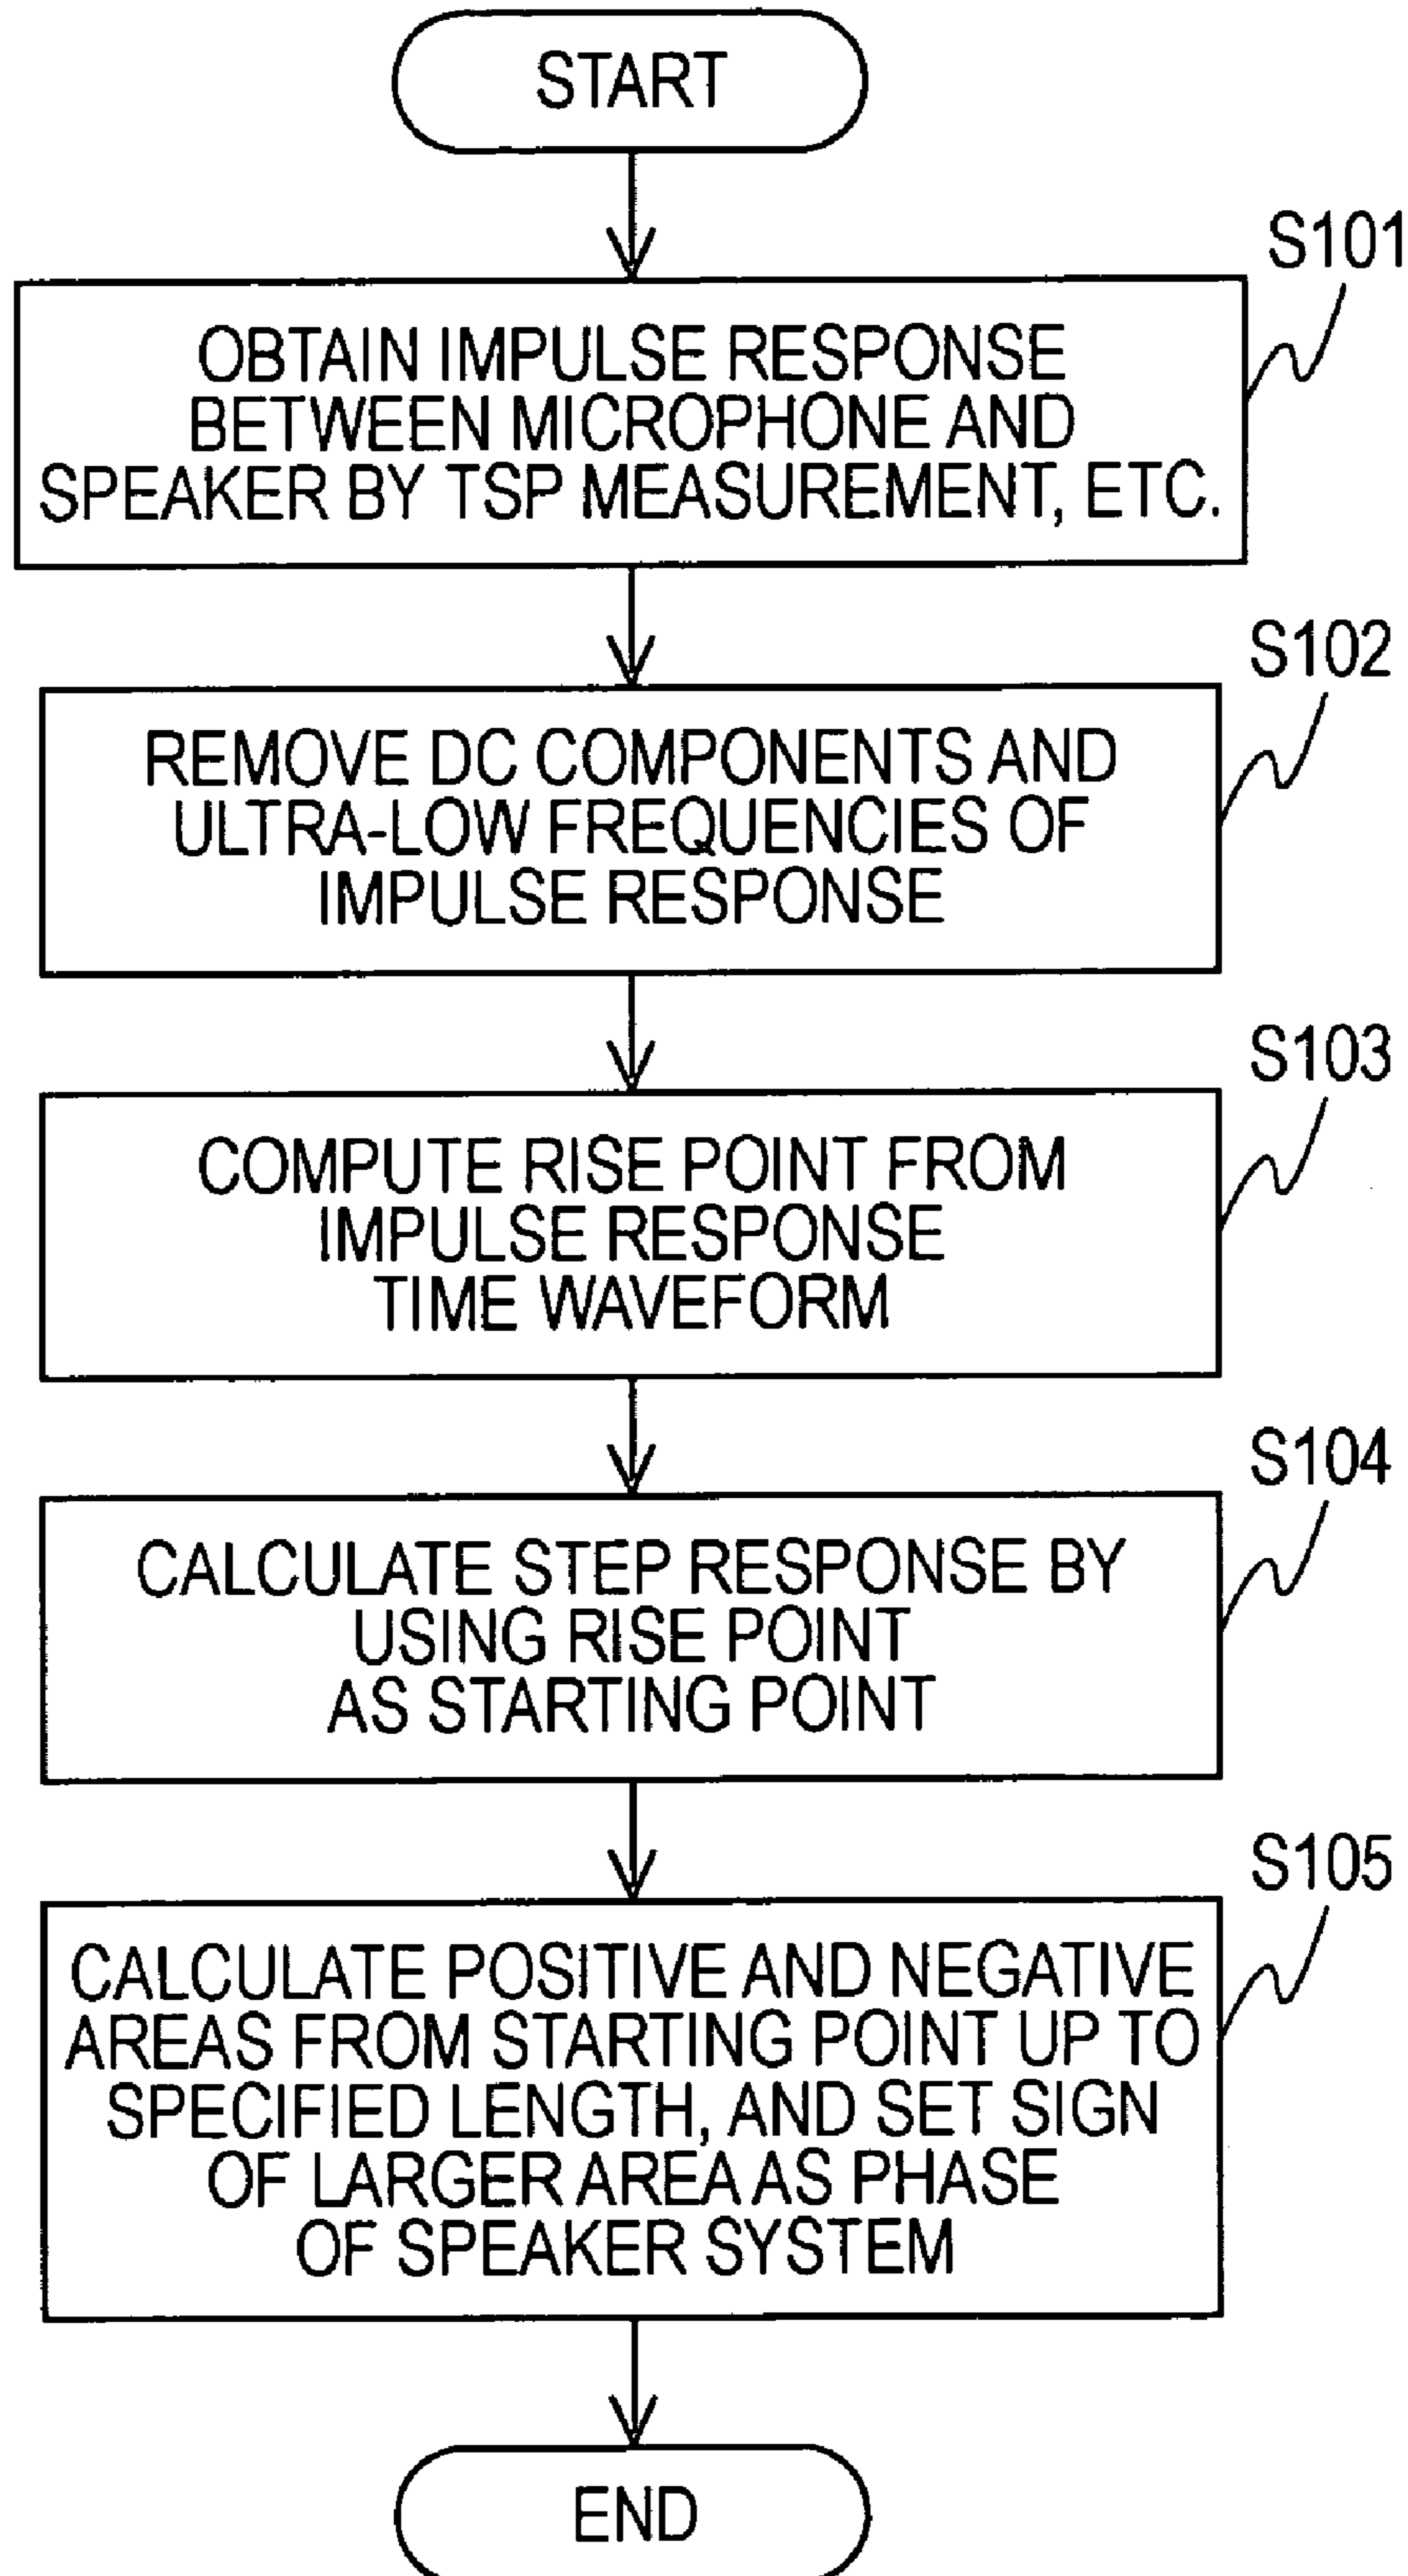 START
S101
OBTAIN IMPULSE RESPONSE
BETWEEN MICROPHONE AND
SPEAKER BY TSP MEASUREMENT, ETC.
S102
REMOVE DC COMPONENTS AND
ULTRA-LOW FREQUENCIES OF
IMPULSE RESPONSE
S103
COMPUTE RISE POINT FROM
IMPULSE RESPONSE
TIME WAVEFORM
S104
CALCULATE STEP RESPONSE BY
USING RISE POINT
AS STARTING POINT
S105
CALCULATE POSITIVE AND NEGATIVE
AREAS FROM STARTING POINT UP TO
SPECIFIED LENGTH, AND SET SIGN
OF LARGER AREA AS PHASE
OF SPEAKER SYSTEM
END